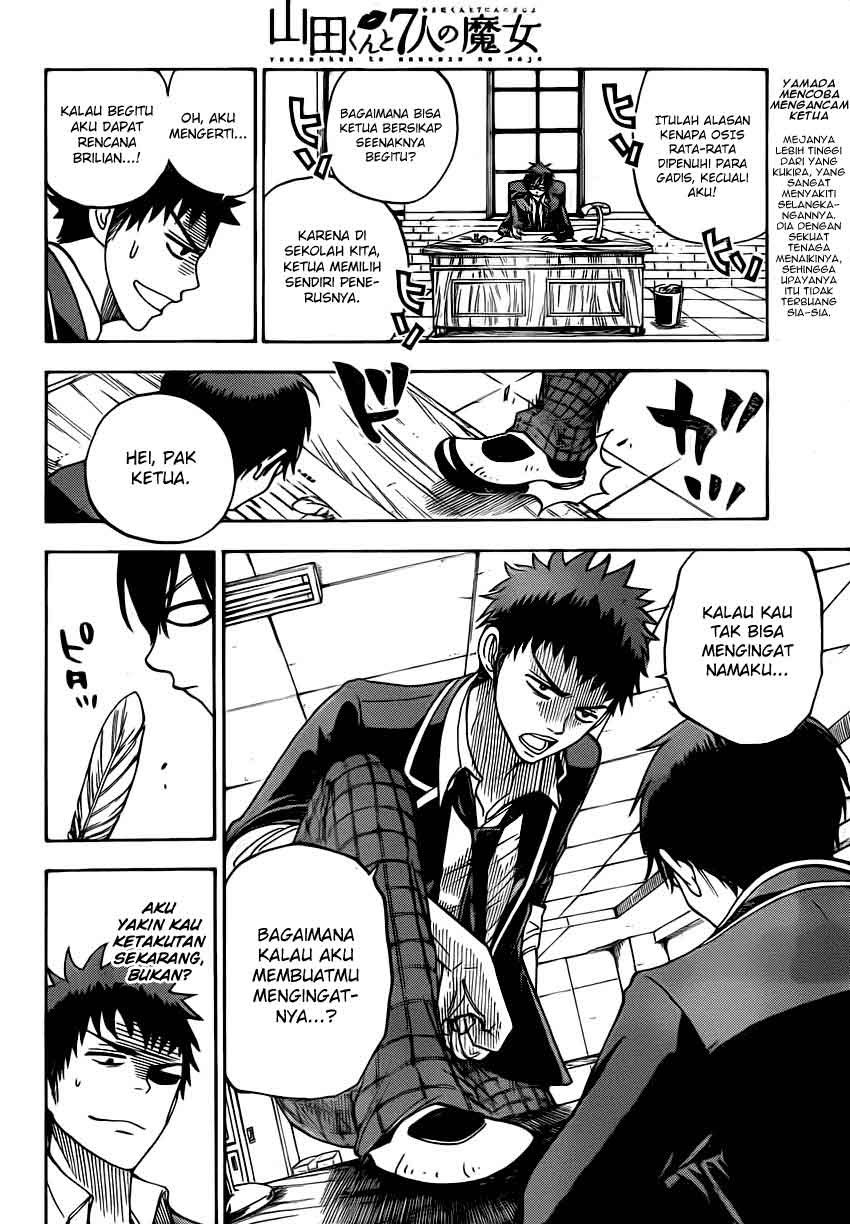 山田くんと7人の魔女
YAMADA
MENCOBA
MENGANCAM
KETUA
MEJANYA
LEBIH TINGGI
DARI YANG
KUKIRA, YANG
SANGAT
MENYAKITI
SELANGKA-
NGANNYA.
DIA DENGAN
SEKUAT
TENAGA
MENAIKINYA,
SEHINGGA
UPAYANYA
ITU TIDAK
TERBUANG
SIA-SIA.
ITULAH ALASAN
KENAPA OSIS
RATA-RATA
DIPENUHI PARA
GADIS, KECUALI
AKU!
BAGAIMANA BISA
KETUA BERSIKAP
SEENAKNYA
BEGITU?
KARENA DI
SEKOLAH KITA,
KETUA MEMILIH
SENDIRI PENE-
RUSNYA.
OH, AKU
MENGERTI...
KALAU BEGITU
AKU DAPAT
RENCANA
BRILIAN...!
HEI, PAK
KETUA.
KALAU KAU
TAK BISA
MENGINGAT
NAMAKU...
BAGAIMANA
KALAU AKU
MEMBUATMU
MENGINGAT-
NYA...?
ピタッ
AKU
YAKIN KAU
KETAKUTAN
SEKARANG,
BUKAN?